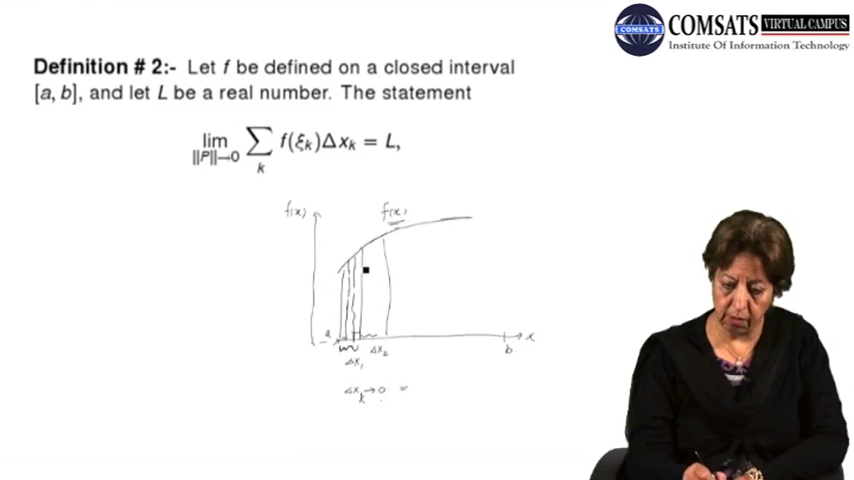 COMSATS VIRTUAL CAMPUS
COMSATS
Institute Of Information Technology
Definition # 2:- Let f be defined on a closed interval
[a, b], and let L be a real number. The statement
lim ||P||→0 ∑ k f(ξk)Δxk = L,
f(x)
f(x)
a
x
b
Δx₁
Δx₂
Δxk → 0 =